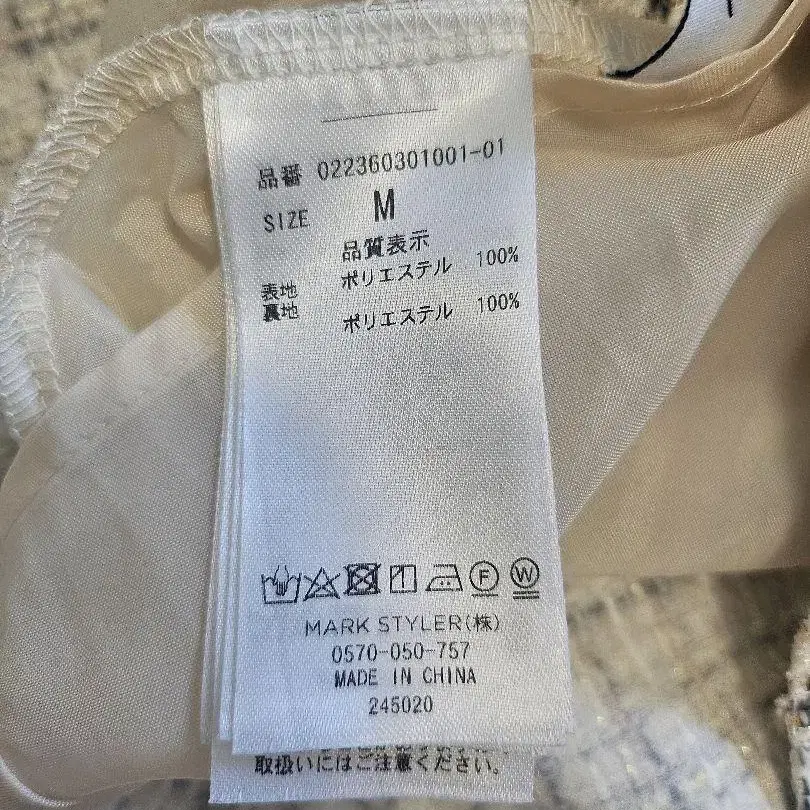 品番 022360301001-01
SIZE M
品質表示
表地 ポリエステル 100%
裏地 ポリエステル 100%
F W
MARK STYLER(株)
0570-050-757
MADE IN CHINA
245020
取扱いにはご注意ください。